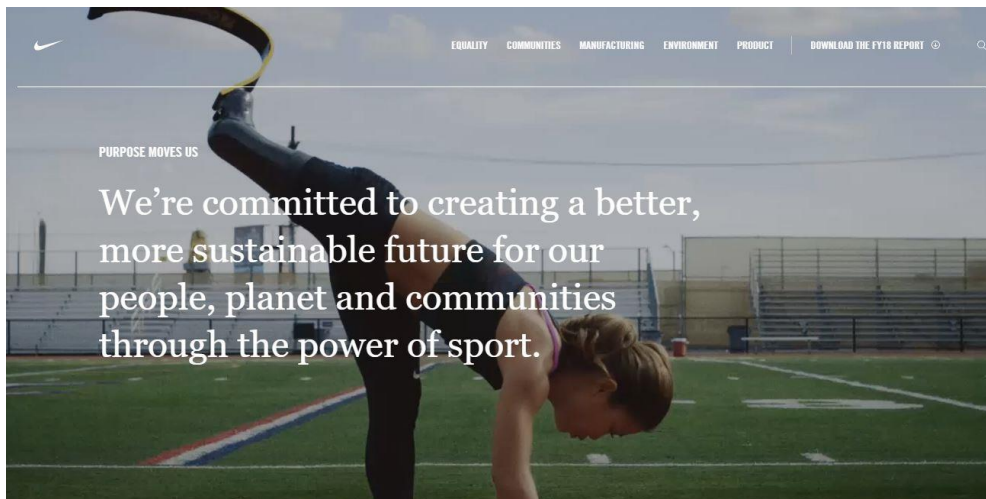 EQUALITY COMMUNITIES MANUFACTURING ENVIRONMENT PRODUCT DOWNLOAD THE FY18 REPORT
PURPOSE MOVES US
We’re committed to creating a better,
more sustainable future for our
people, planet and communities
through the power of sport.